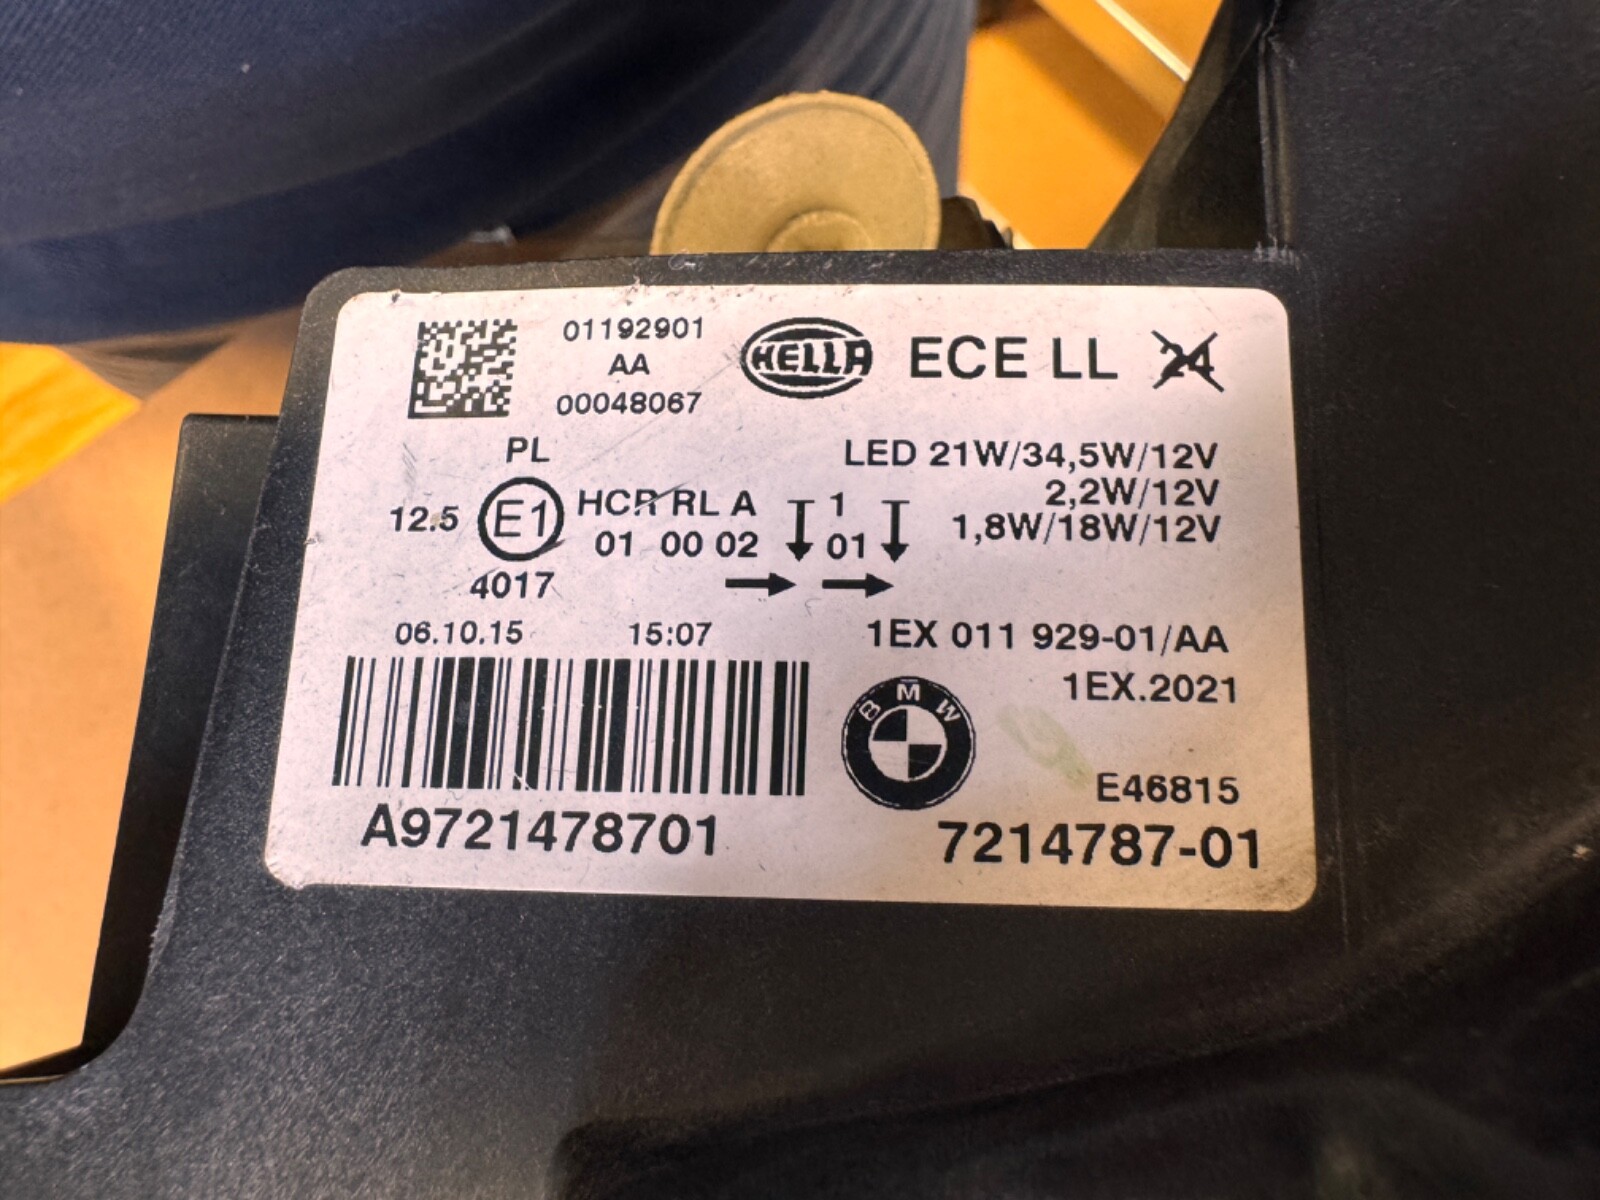 01192901
AA
00048067
HELLA
ECE LL
24
PL
12.5
E1
HCR RL A
01 00 02
4017
1
01
LED 21W/34,5W/12V
2,2W/12V
1,8W/18W/12V
06.10.15 15:07
1EX 011 929-01/AA
1EX.2021
BMW
E46815
A9721478701
7214787-01